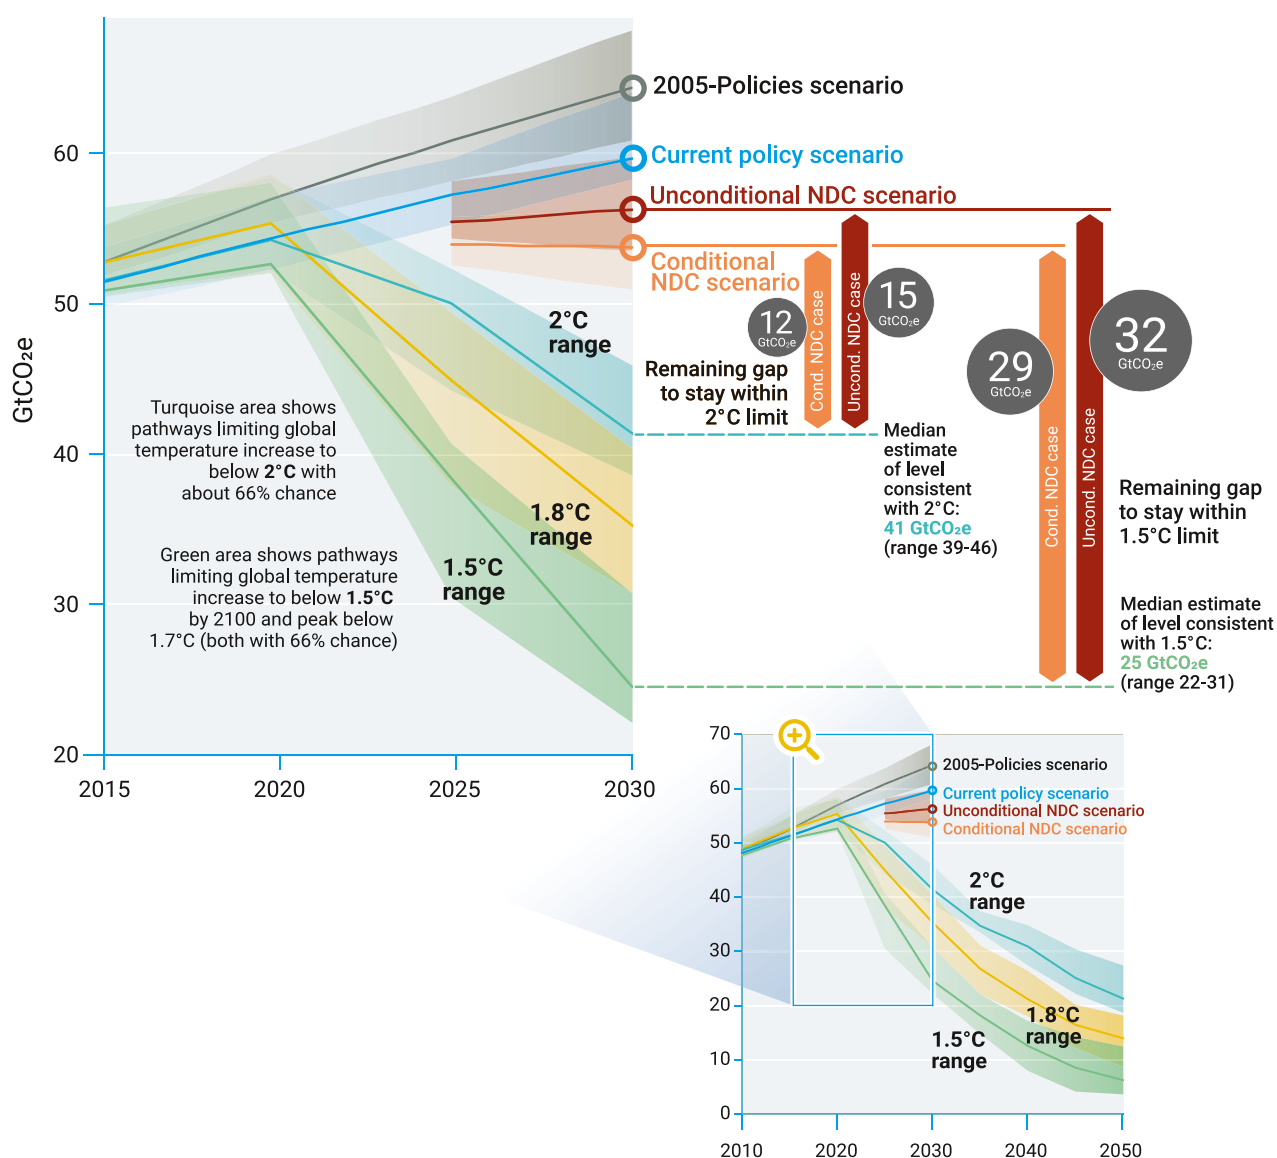 GtCO₂e
60
50
40
30
20
2015
2020
2025
2030
2005-Policies scenario
Current policy scenario
Unconditional NDC scenario
Conditional
NDC scenario
2°C
range
1.8°C
range
1.5°C
range
Turquoise area shows
pathways limiting global
temperature increase to
below 2°C with
about 66% chance
Green area shows pathways
limiting global temperature
increase to below 1.5°C
by 2100 and peak below
1.7°C (both with 66% chance)
12
GtCO₂e
Cond. NDC case
Uncond. NDC case
15
GtCO₂e
Remaining gap
to stay within
2°C limit
Median
estimate
of level
consistent
with 2°C:
41 GtCO₂e
(range 39-46)
29
GtCO₂e
Cond. NDC case
Uncond. NDC case
32
GtCO₂e
Remaining gap
to stay within
1.5°C limit
Median estimate
of level consistent
with 1.5°C:
25 GtCO₂e
(range 22-31)
70
60
50
40
30
20
10
0
2010
2020
2030
2040
2050
2005-Policies scenario
Current policy scenario
Unconditional NDC scenario
Conditional NDC scenario
2°C
range
1.8°C
range
1.5°C
range